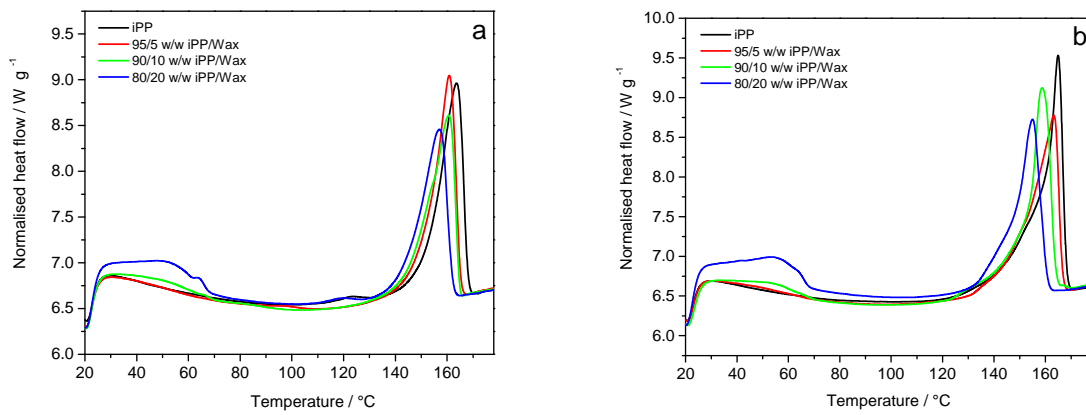 a
iPP
95/5 w/w iPP/Wax
90/10 w/w iPP/Wax
80/20 w/w iPP/Wax
9.5
9.0
8.5
8.0
7.5
7.0
6.5
6.0
Normalised heat flow / W g⁻¹
20 40 60 80 100 120 140 160
Temperature / °C
b
iPP
95/5 w/w iPP/Wax
90/10 w/w iPP/Wax
80/20 w/w iPP/Wax
10.0
9.5
9.0
8.5
8.0
7.5
7.0
6.5
6.0
Normalised heat flow / W g⁻¹
20 40 60 80 100 120 140 160
Temperature / °C